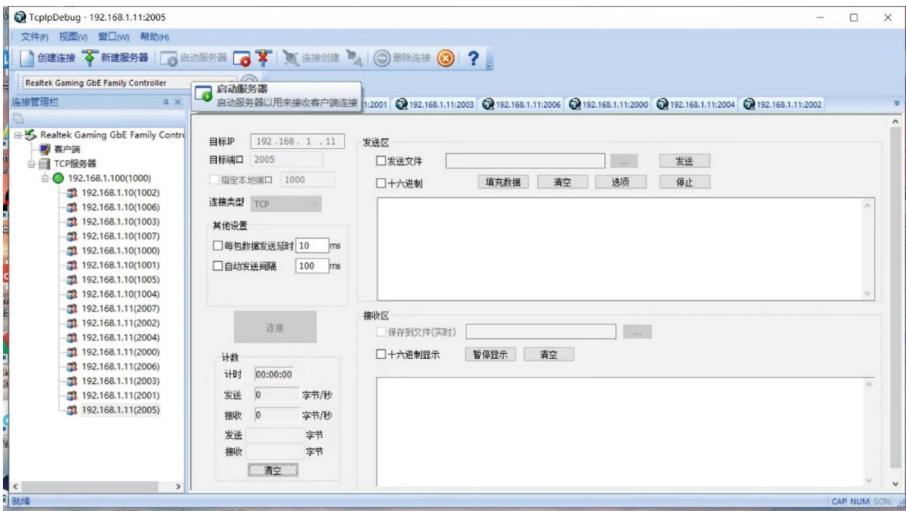 TcpIpDebug - 192.168.1.11:2005
文件(F) 视图(V) 窗口(W) 帮助(H)
创建连接 新建服务器 启动服务器 连接创建 删除连接
Realtek Gaming GbE Family Controller
启动服务器
启动服务器以用来接收客户端连接
连接管理栏
1:2001 192.168.1.11:2003 192.168.1.11:2006 192.168.1.11:2000 192.168.1.11:2004 192.168.1.11:2002
Realtek Gaming GbE Family Contr
客户端
TCP服务器
192.168.1.100(1000)
192.168.1.10(1002)
192.168.1.10(1006)
192.168.1.10(1003)
192.168.1.10(1007)
192.168.1.10(1000)
192.168.1.10(1001)
192.168.1.10(1005)
192.168.1.10(1004)
192.168.1.11(2007)
192.168.1.11(2002)
192.168.1.11(2004)
192.168.1.11(2000)
192.168.1.11(2006)
192.168.1.11(2003)
192.168.1.11(2001)
192.168.1.11(2005)
目标IP 192.168. 1 .11
目标端口 2005
指定本地端口 1000
连接类型 TCP
其他设置
每包数据发送延时 10 ms
自动发送间隔 100 ms
连接
计数
计时 00:00:00
发送 0 字节/秒
接收 0 字节/秒
发送 字节
接收 字节
清空
发送区
发送文件 ... 发送
十六进制 填充数据 清空 选项 停止
接收区
保存到文件(实时) ...
十六进制显示 暂停显示 清空
就绪
CAP NUM SCRL